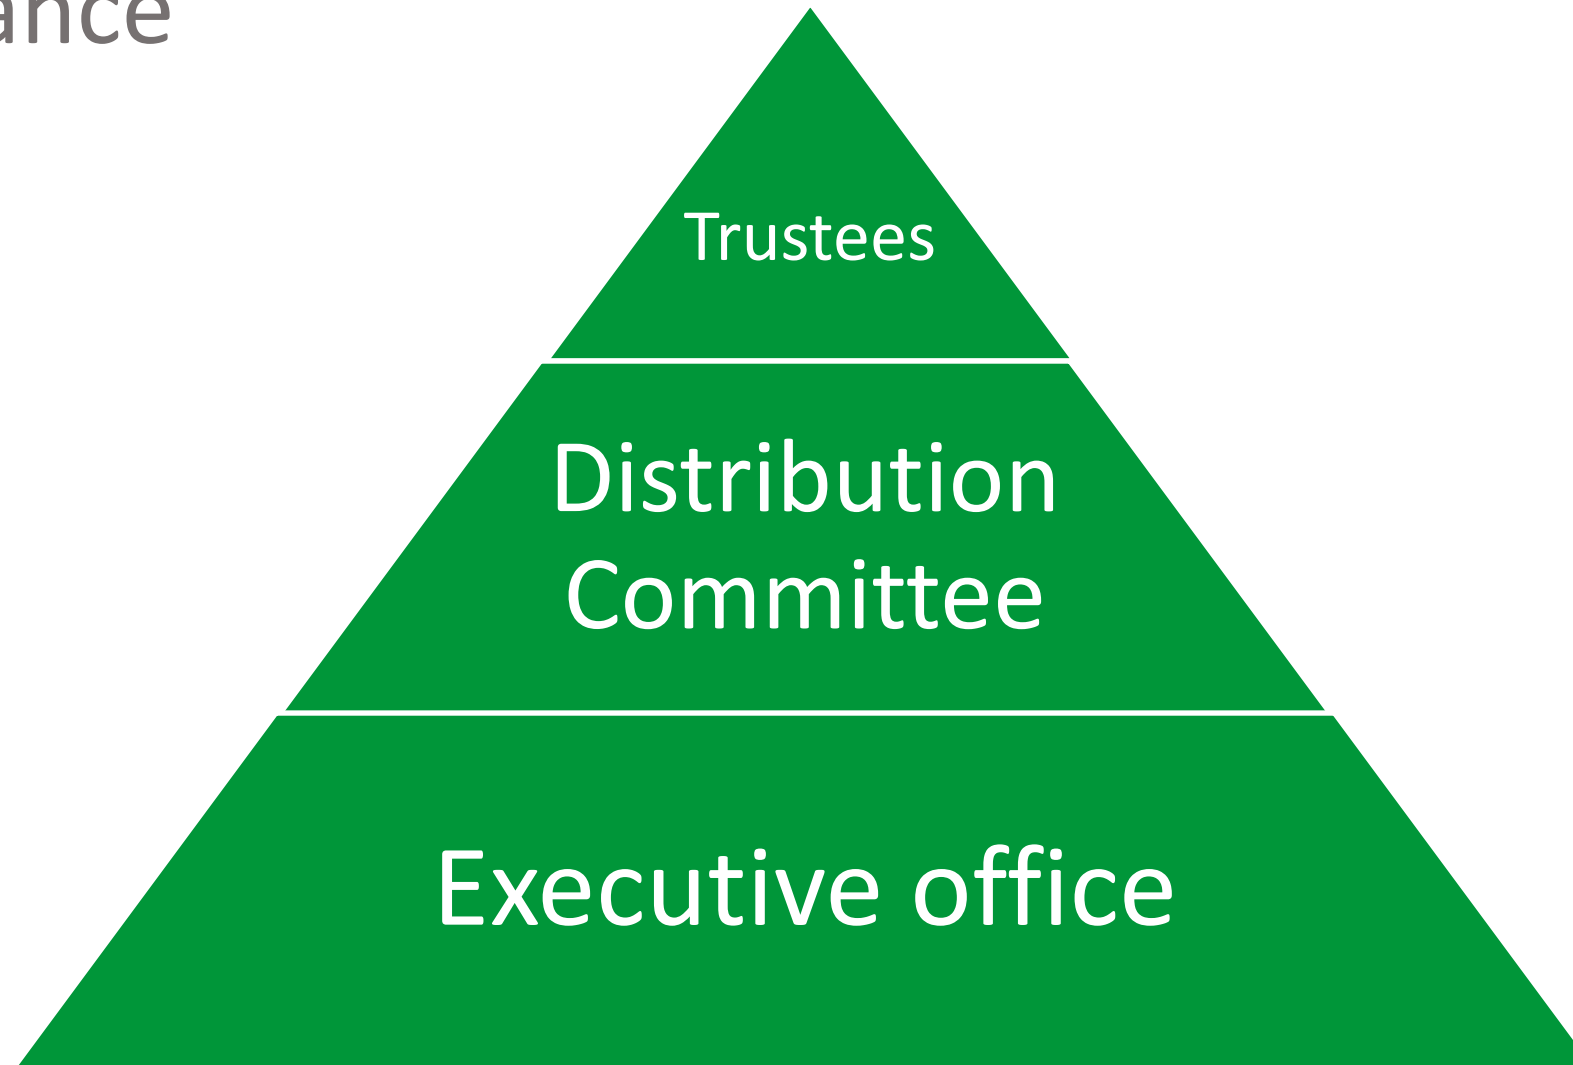 ance
Trustees
Distribution
Committee
Executive office